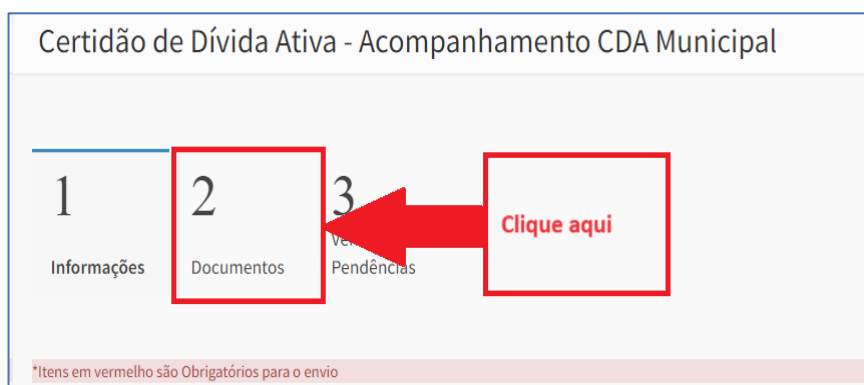 Certidão de Dívida Ativa - Acompanhamento CDA Municipal
1
Informações
2
Documentos
3
Pendências
Clique aqui
*Itens em vermelho são Obrigatórios para o envio